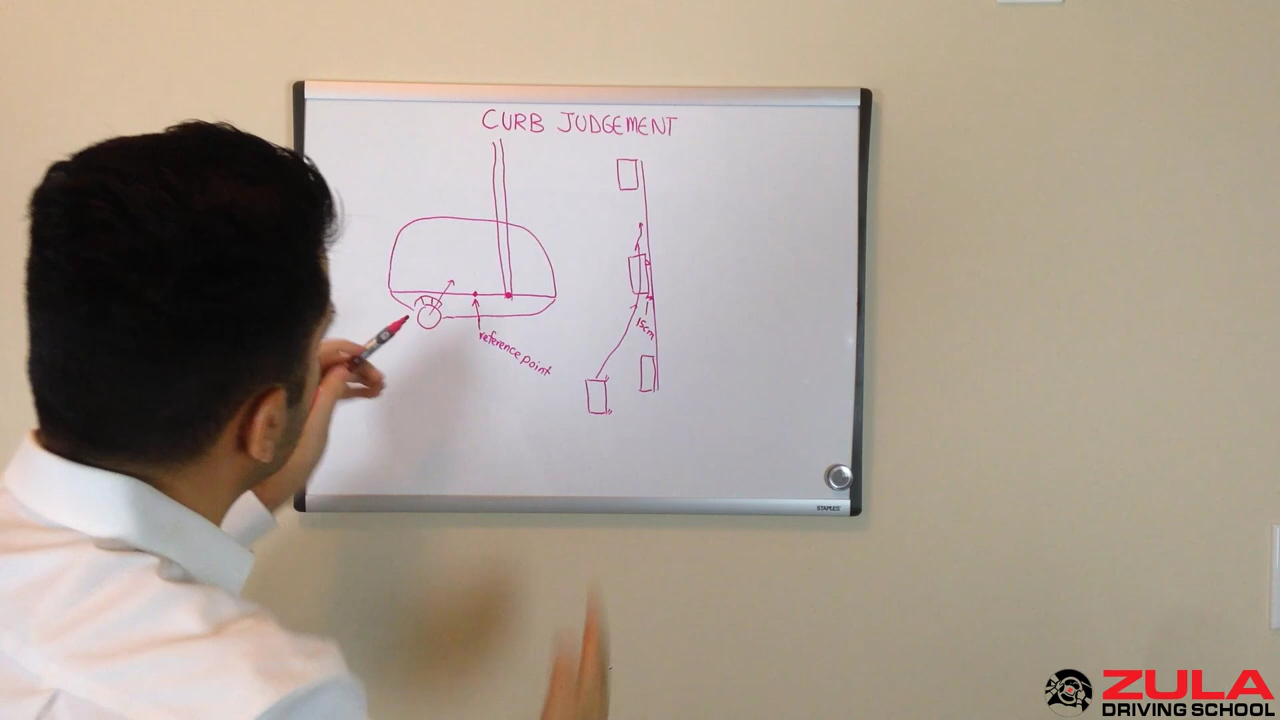 CURB JUDGEMENT
reference point
15cm
STAPLES
ZULA
DRIVING SCHOOL